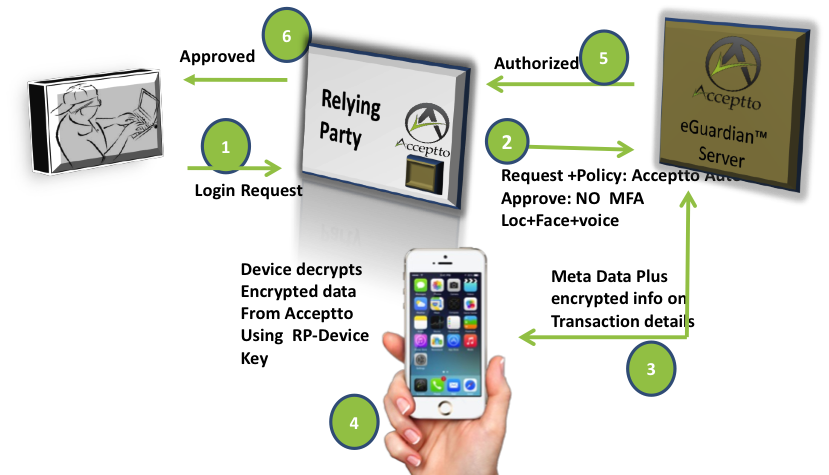 6
Approved
5
Authorized
Relying
Party
Acceptto
Acceptto
eGuardian™
Server
1
Login Request
2
Request +Policy: Acceptto
Approve: NO MFA
Loc+Face+voice
Device decrypts
Encrypted data
From Acceptto
Using RP-Device
Key
Meta Data Plus
encrypted info on
Transaction details
3
4